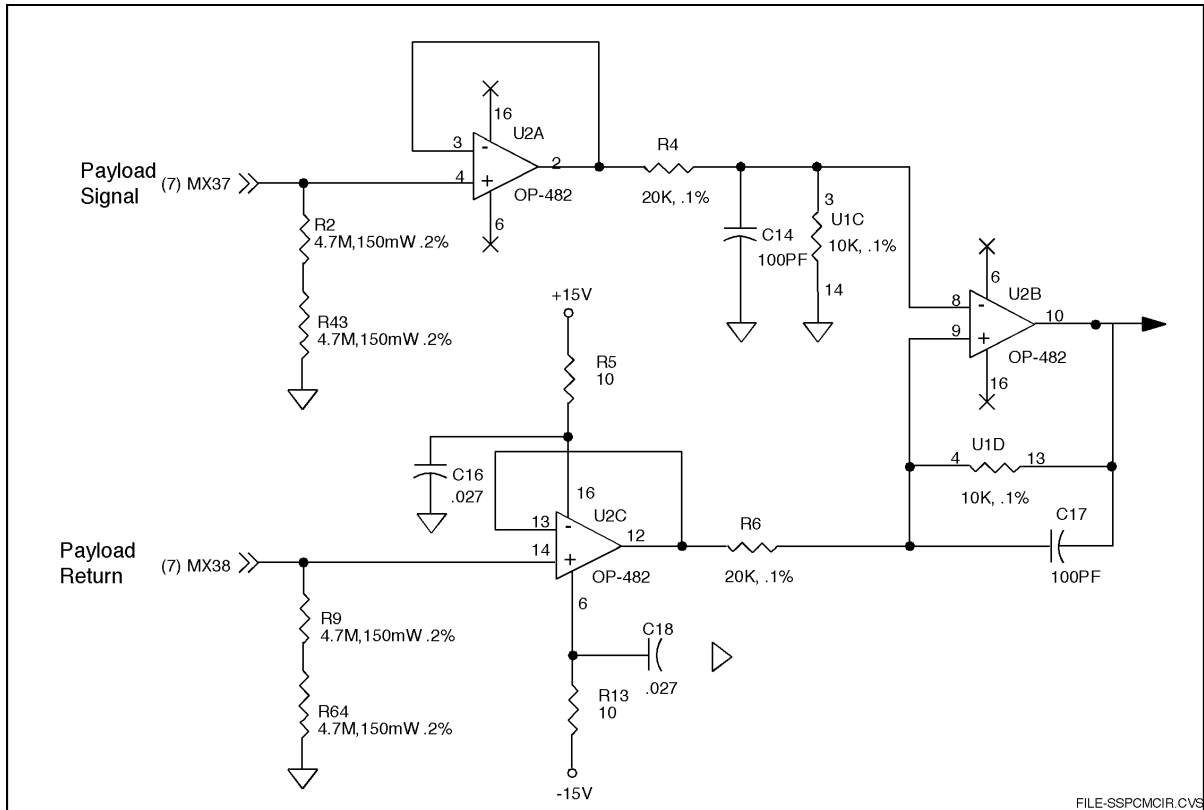 16
U2A
3
-
2
4
+
OP-482
6
Payload
Signal
(7) MX37
R2
4.7M,150mW .2%
R43
4.7M,150mW .2%
R4
20K, .1%
C14
100PF
3
U1C
10K, .1%
14
6
U2B
8
-
10
9
+
OP-482
16
U1D
4
13
10K, .1%
C17
100PF
+15V
R5
10
C16
.027
16
U2C
13
-
12
14
+
OP-482
6
R6
20K, .1%
Payload
Return
(7) MX38
R9
4.7M,150mW .2%
R64
4.7M,150mW .2%
C18
.027
R13
10
-15V
FILE-SSPCMCIR.CVS